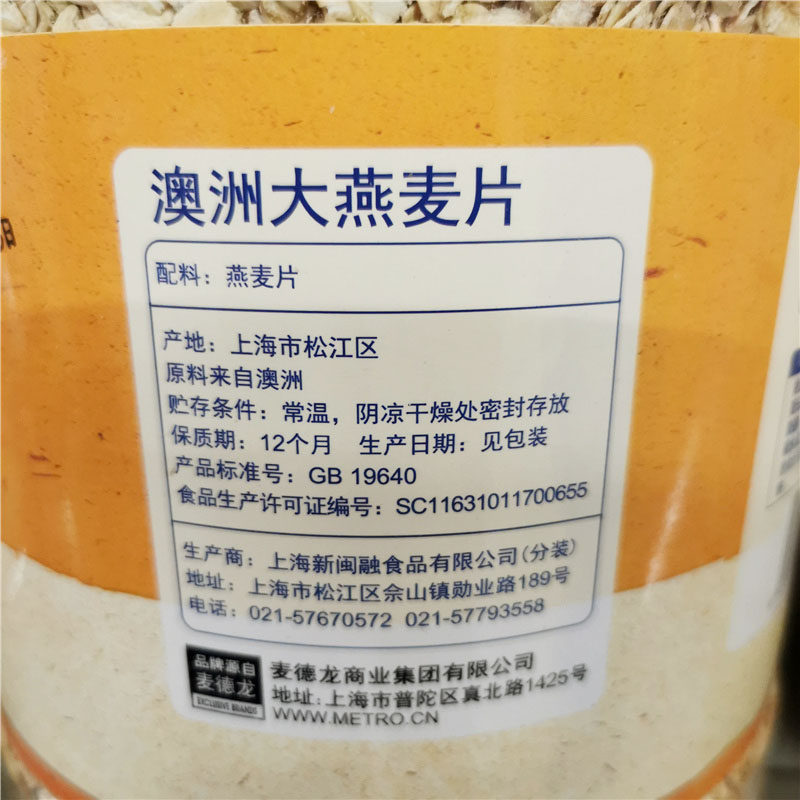 澳洲大燕麦片
配料：燕麦片
产地：上海市松江区
原料来自澳洲
贮存条件：常温，阴凉干燥处密封存放
保质期：12个月 生产日期：见包装
产品标准号：GB 19640
食品生产许可证编号：SC11631011700655
生产商：上海新闽融食品有限公司(分装)
地址：上海市松江区佘山镇勋业路189号
电话：021-57670572 021-57793558
品牌源自
麦德龙
EXCLUSIVE BRANDS
麦德龙商业集团有限公司
地址:上海市普陀区真北路1425号
WWW.METRO.CN